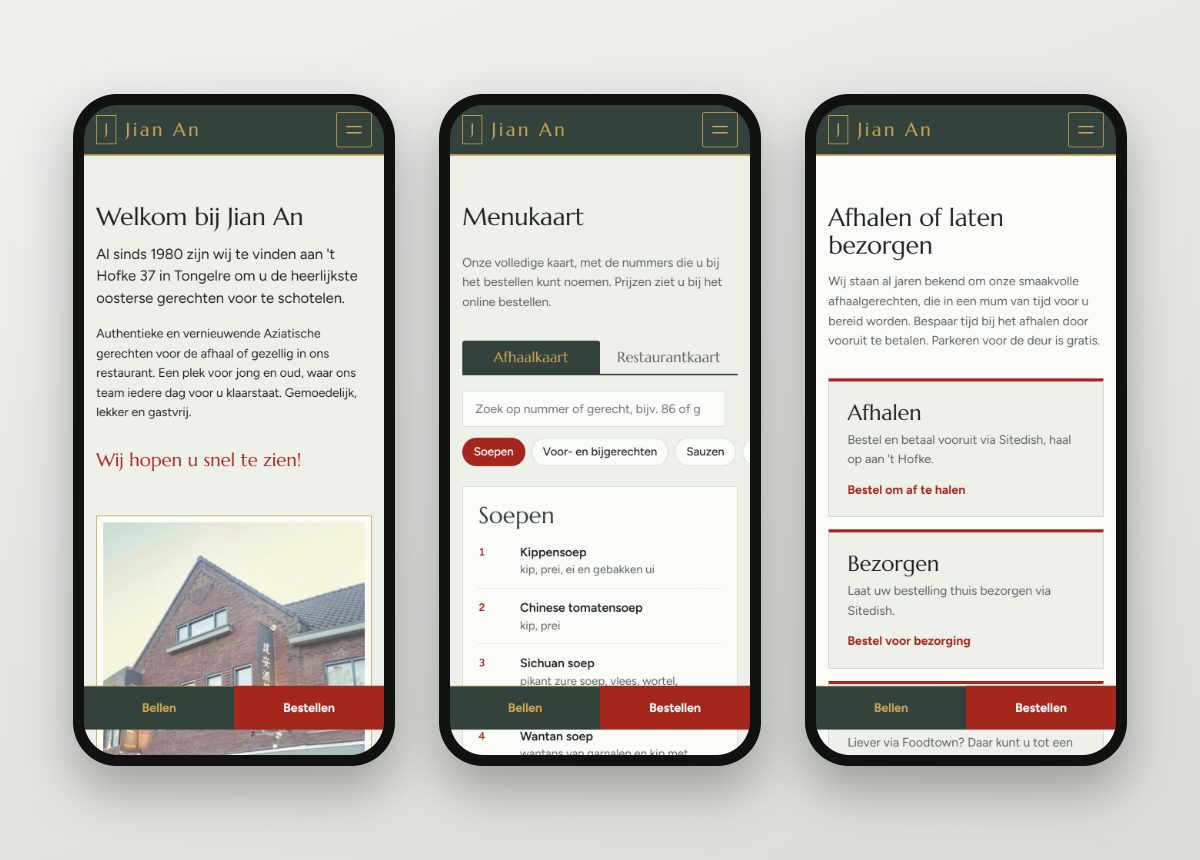 J Jian An
Welkom bij Jian An
Al sinds 1980 zijn wij te vinden aan 't
Hofke 37 in Tongelre om u de heerlijkste
oosterse gerechten voor te schotelen.
Authentieke en vernieuwende Aziatische
gerechten voor de afhaal of gezellig in ons
restaurant. Een plek voor jong en oud, waar ons
team iedere dag voor u klaarstaat. Gemoedelijk,
lekker en gastvrij.
Wij hopen u snel te zien!
建安酒
Bellen
Bestellen
J Jian An
Menukaart
Onze volledige kaart, met de nummers die u bij
het bestellen kunt noemen. Prijzen ziet u bij het
online bestellen.
Afhaalkaart
Restaurantkaart
Zoek op nummer of gerecht, bijv. 86 of g
Soepen
Voor- en bijgerechten
Sauzen
Soepen
1 Kippensoep
kip, prei, ei en gebakken ui
2 Chinese tomatensoep
kip, prei
3 Sichuan soep
pikant zure soep, vlees, wortel,
Bellen
Bestellen
4 Wantan soep
wantans van garnalen en kip met
J Jian An
Afhalen of laten
bezorgen
Wij staan al jaren bekend om onze smaakvolle
afhaalgerechten, die in een mum van tijd voor u
bereid worden. Bespaar tijd bij het afhalen door
vooruit te betalen. Parkeren voor de deur is gratis.
Afhalen
Bestel en betaal vooruit via Sitedish, haal
op aan 't Hofke.
Bestel om af te halen
Bezorgen
Laat uw bestelling thuis bezorgen via
Sitedish.
Bestel voor bezorging
Bellen
Bestellen
Liever via Foodtown? Daar kunt u tot een